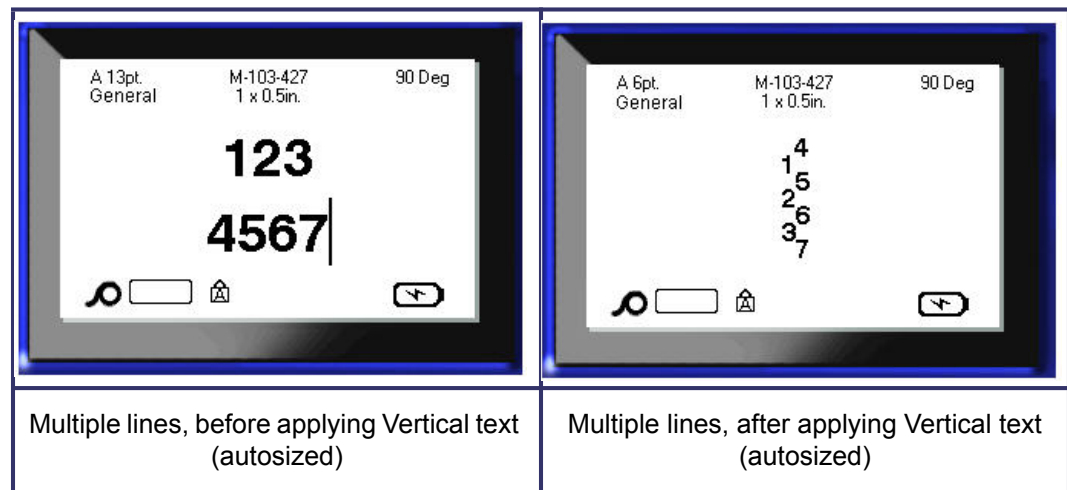 A 13pt. M-103-427 90 Deg
General 1 x 0.5in.
123
4567
A
Multiple lines, before applying Vertical text
(autosized)
A 6pt. M-103-427 90 Deg
General 1 x 0.5in.
4
1
5
2
6
3
7
A
Multiple lines, after applying Vertical text
(autosized)